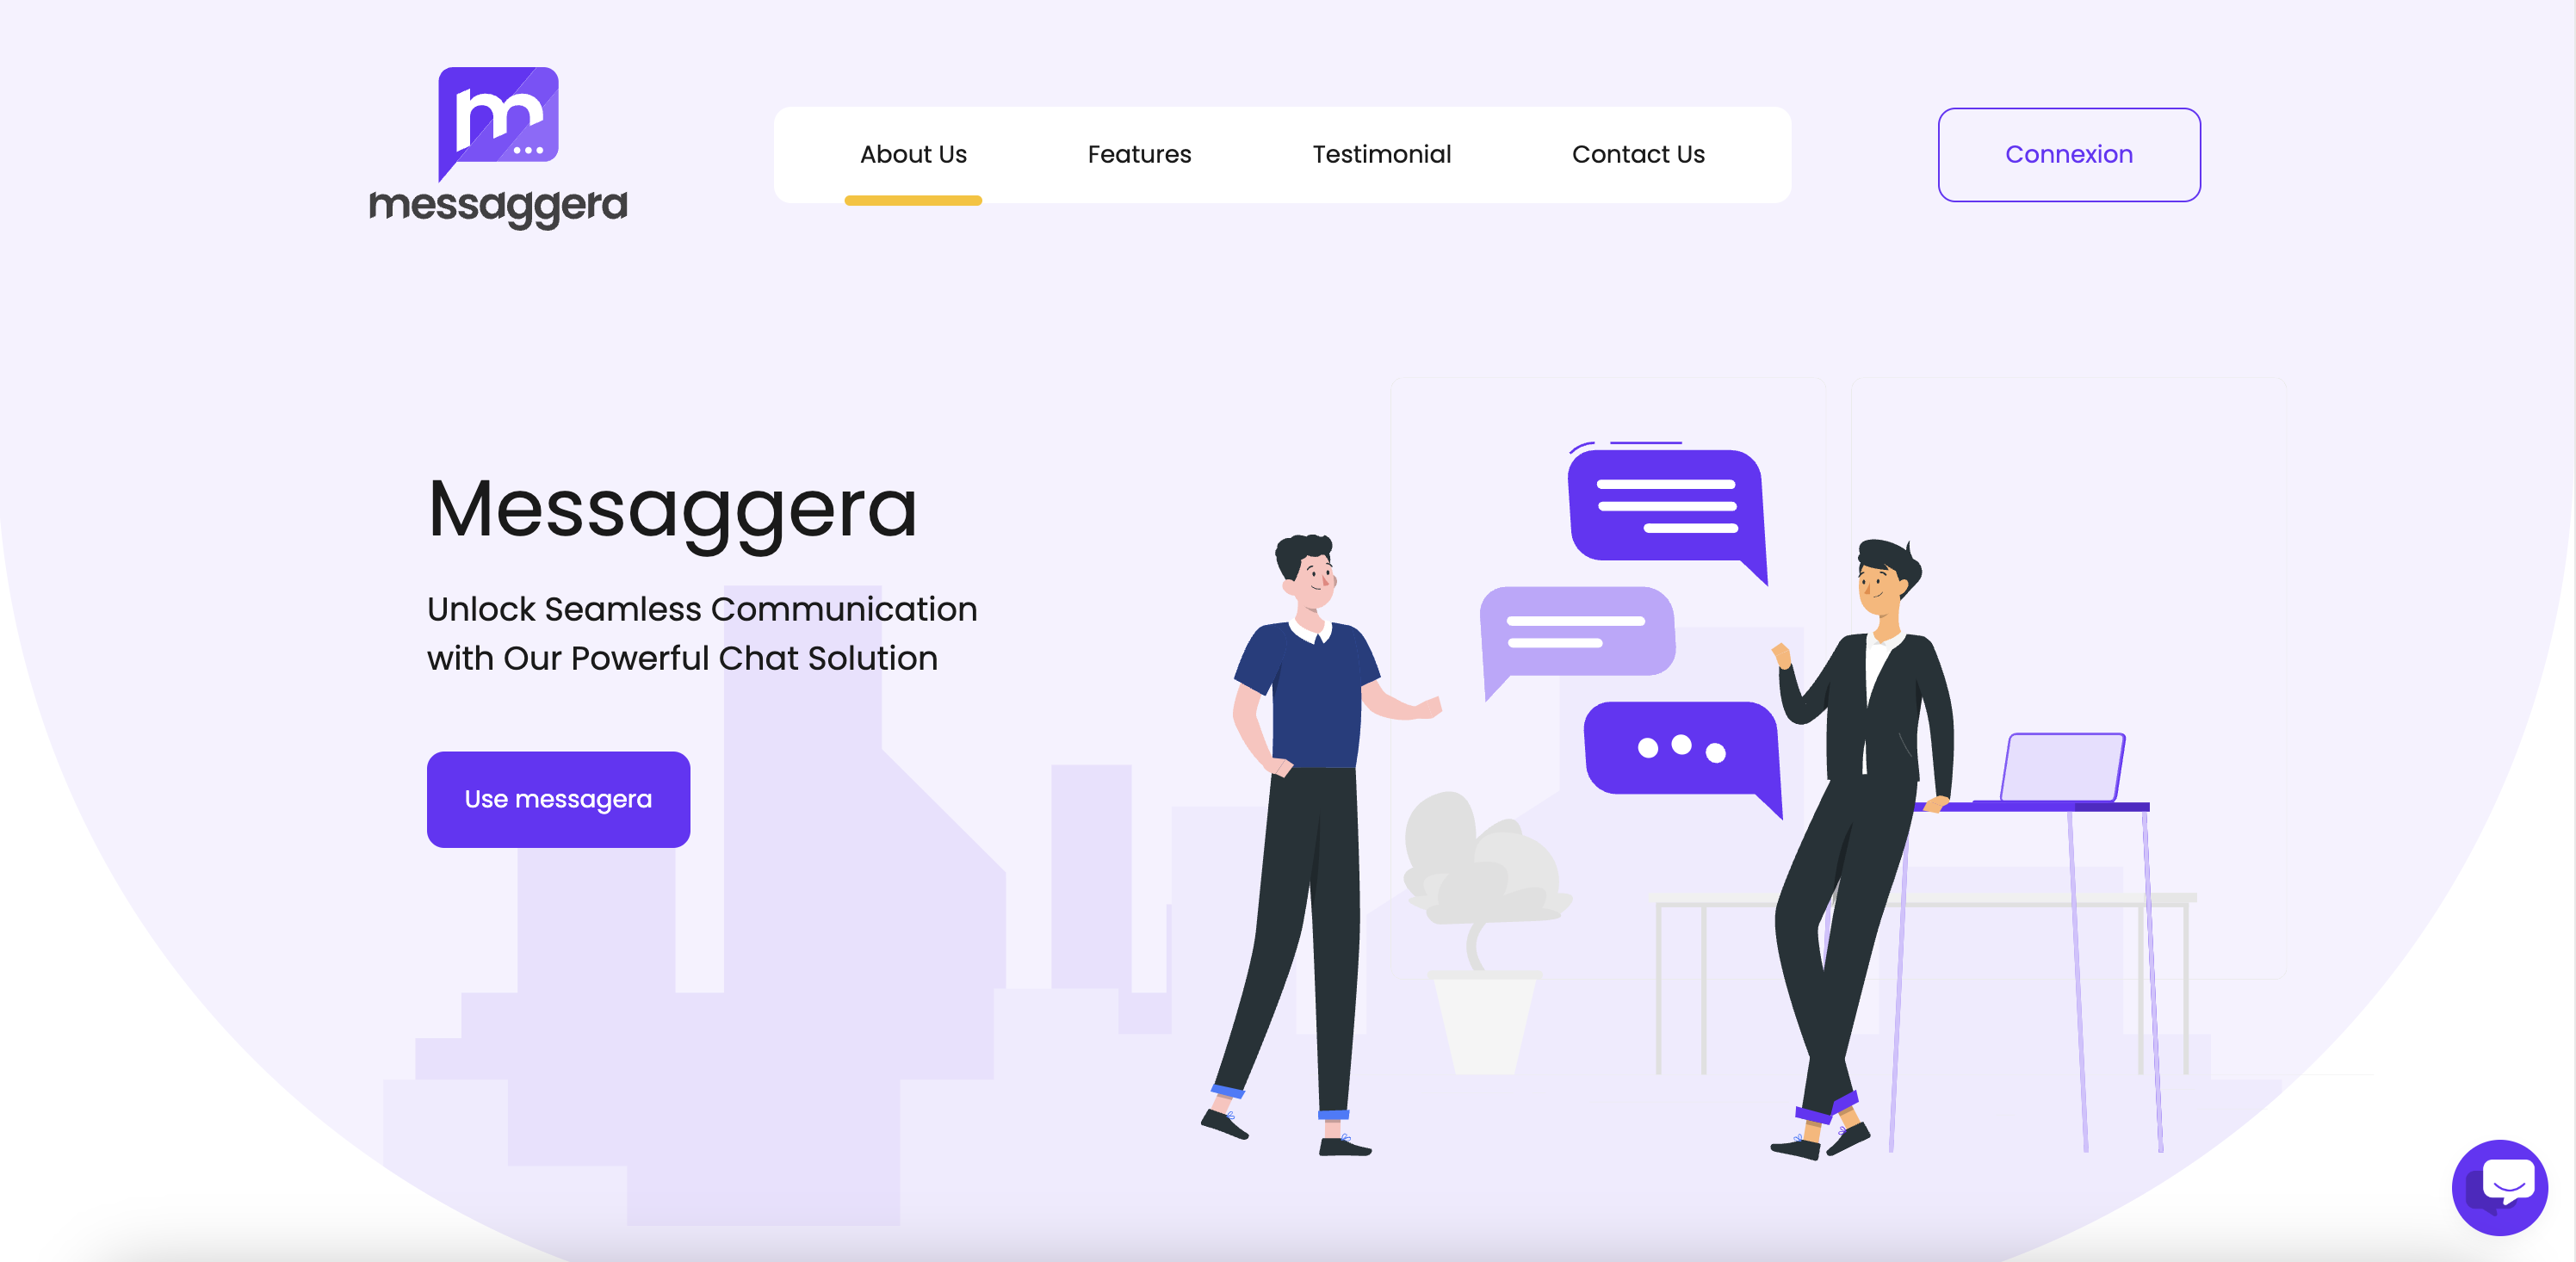 messaggera
About Us
Features
Testimonial
Contact Us
Connexion
Messaggera
Unlock Seamless Communication
with Our Powerful Chat Solution
Use messagera